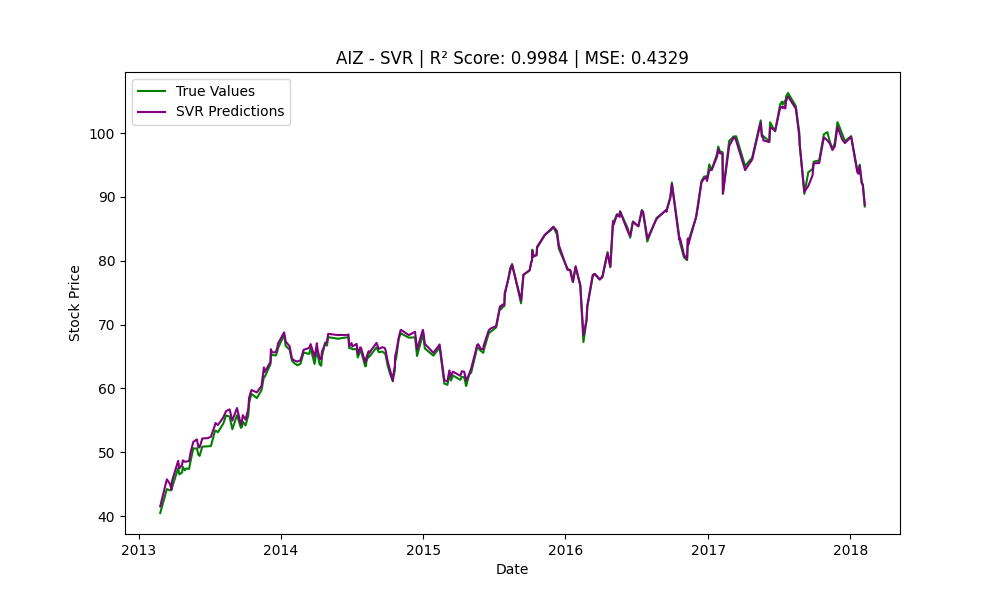 AIZ - SVR | R² Score: 0.9984 | MSE: 0.4329
True Values
SVR Predictions
Stock Price
100
90
80
70
60
50
40
2013 2014 2015 2016 2017 2018
Date